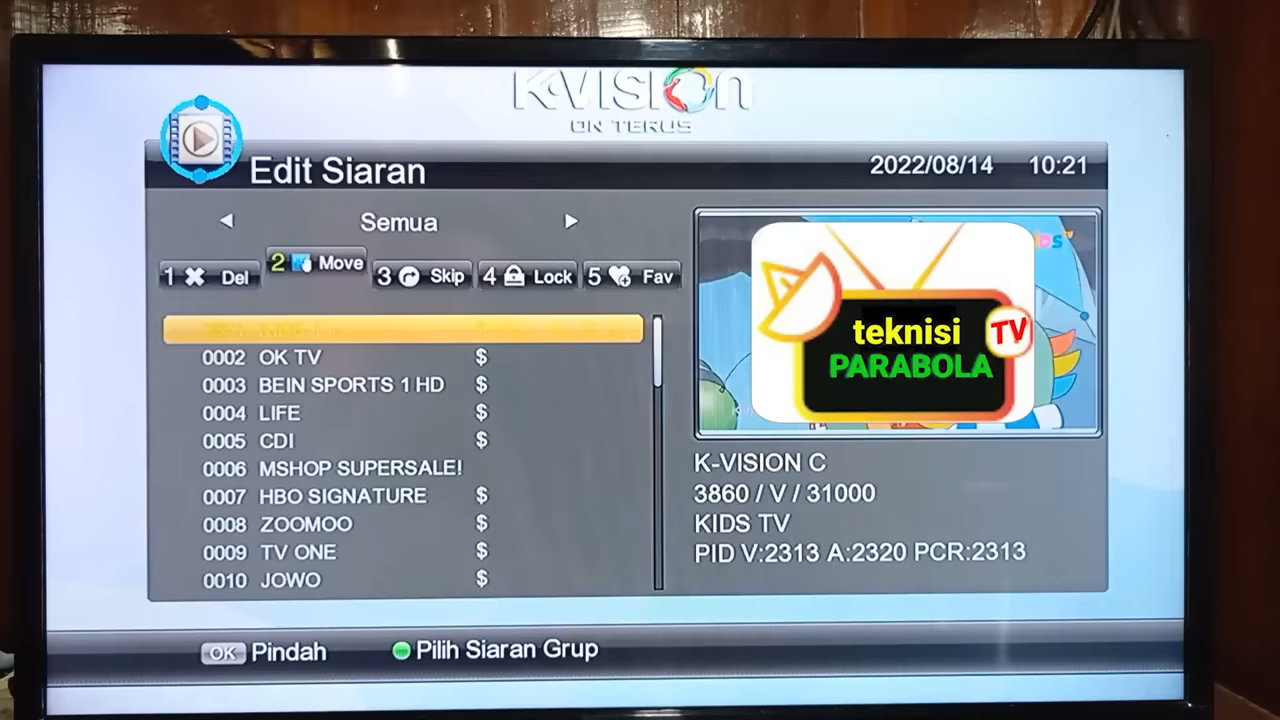 KVISION
ON TERUS
Edit Siaran
2022/08/14 10:21
Semua
1 Del
2 Move
3 Skip
4 Lock
5 Fav
0002 OK TV $
0003 BEIN SPORTS 1 HD $
0004 LIFE $
0005 CDI $
0006 MSHOP SUPERSALE!
0007 HBO SIGNATURE $
0008 ZOOMOO $
0009 TV ONE $
0010 JOWO $
teknisi TV
PARABOLA
K-VISION C
3860 / V / 31000
KIDS TV
PID V:2313 A:2320 PCR:2313
OK Pindah
Pilih Siaran Grup